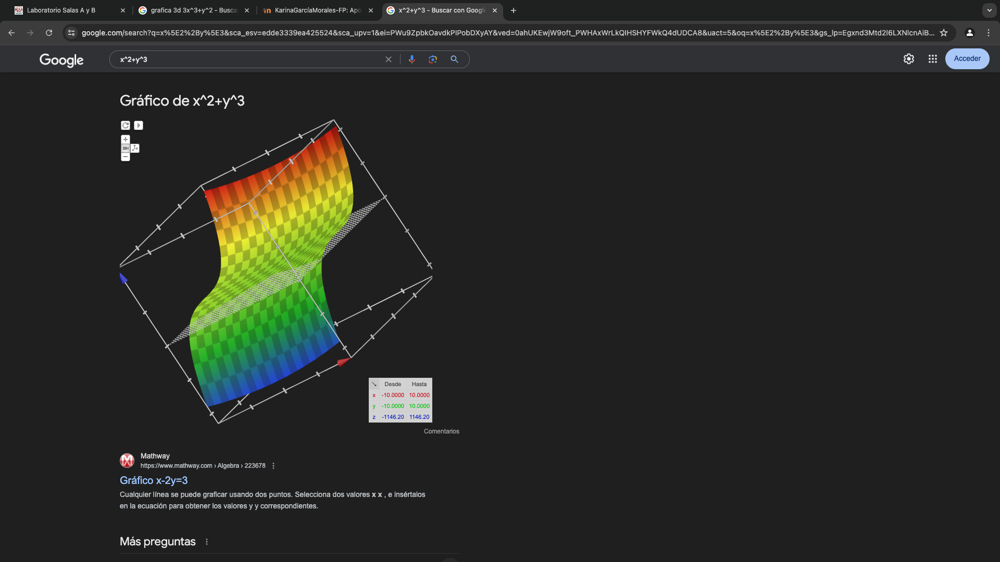 Laboratorio Salas A y B
grafica 3d 3x^3+y^2 - Busca
KarinaGarcíaMorales-FP: Apo
x^2+y^3 - Buscar con Google
google.com/search?q=x%5E2%2By%5E3&sca_esv=edde3339ea425524&sca_upv=1&ei=PWu9ZpbkOavdkPIPobDXyAY&ved=0ahUKEwjW9oft_PWHAxWrLkQIHSHYFWkQ4dUDCA8&uact=5&oq=x%5E2%2By%5E3&gs_lp=Egxnd3Mtd2l6LXNlcnAiB...
Google
x^2+y^3
Acceder
Gráfico de x^2+y^3
Desde Hasta
x -10.0000 10.0000
y -10.0000 10.0000
z -1146.20 1146.20
Comentarios
Mathway
https://www.mathway.com › Algebra › 223678
Gráfico x-2y=3
Cualquier línea se puede graficar usando dos puntos. Selecciona dos valores x x , e insértalos
en la ecuación para obtener los valores y y correspondientes.
Más preguntas